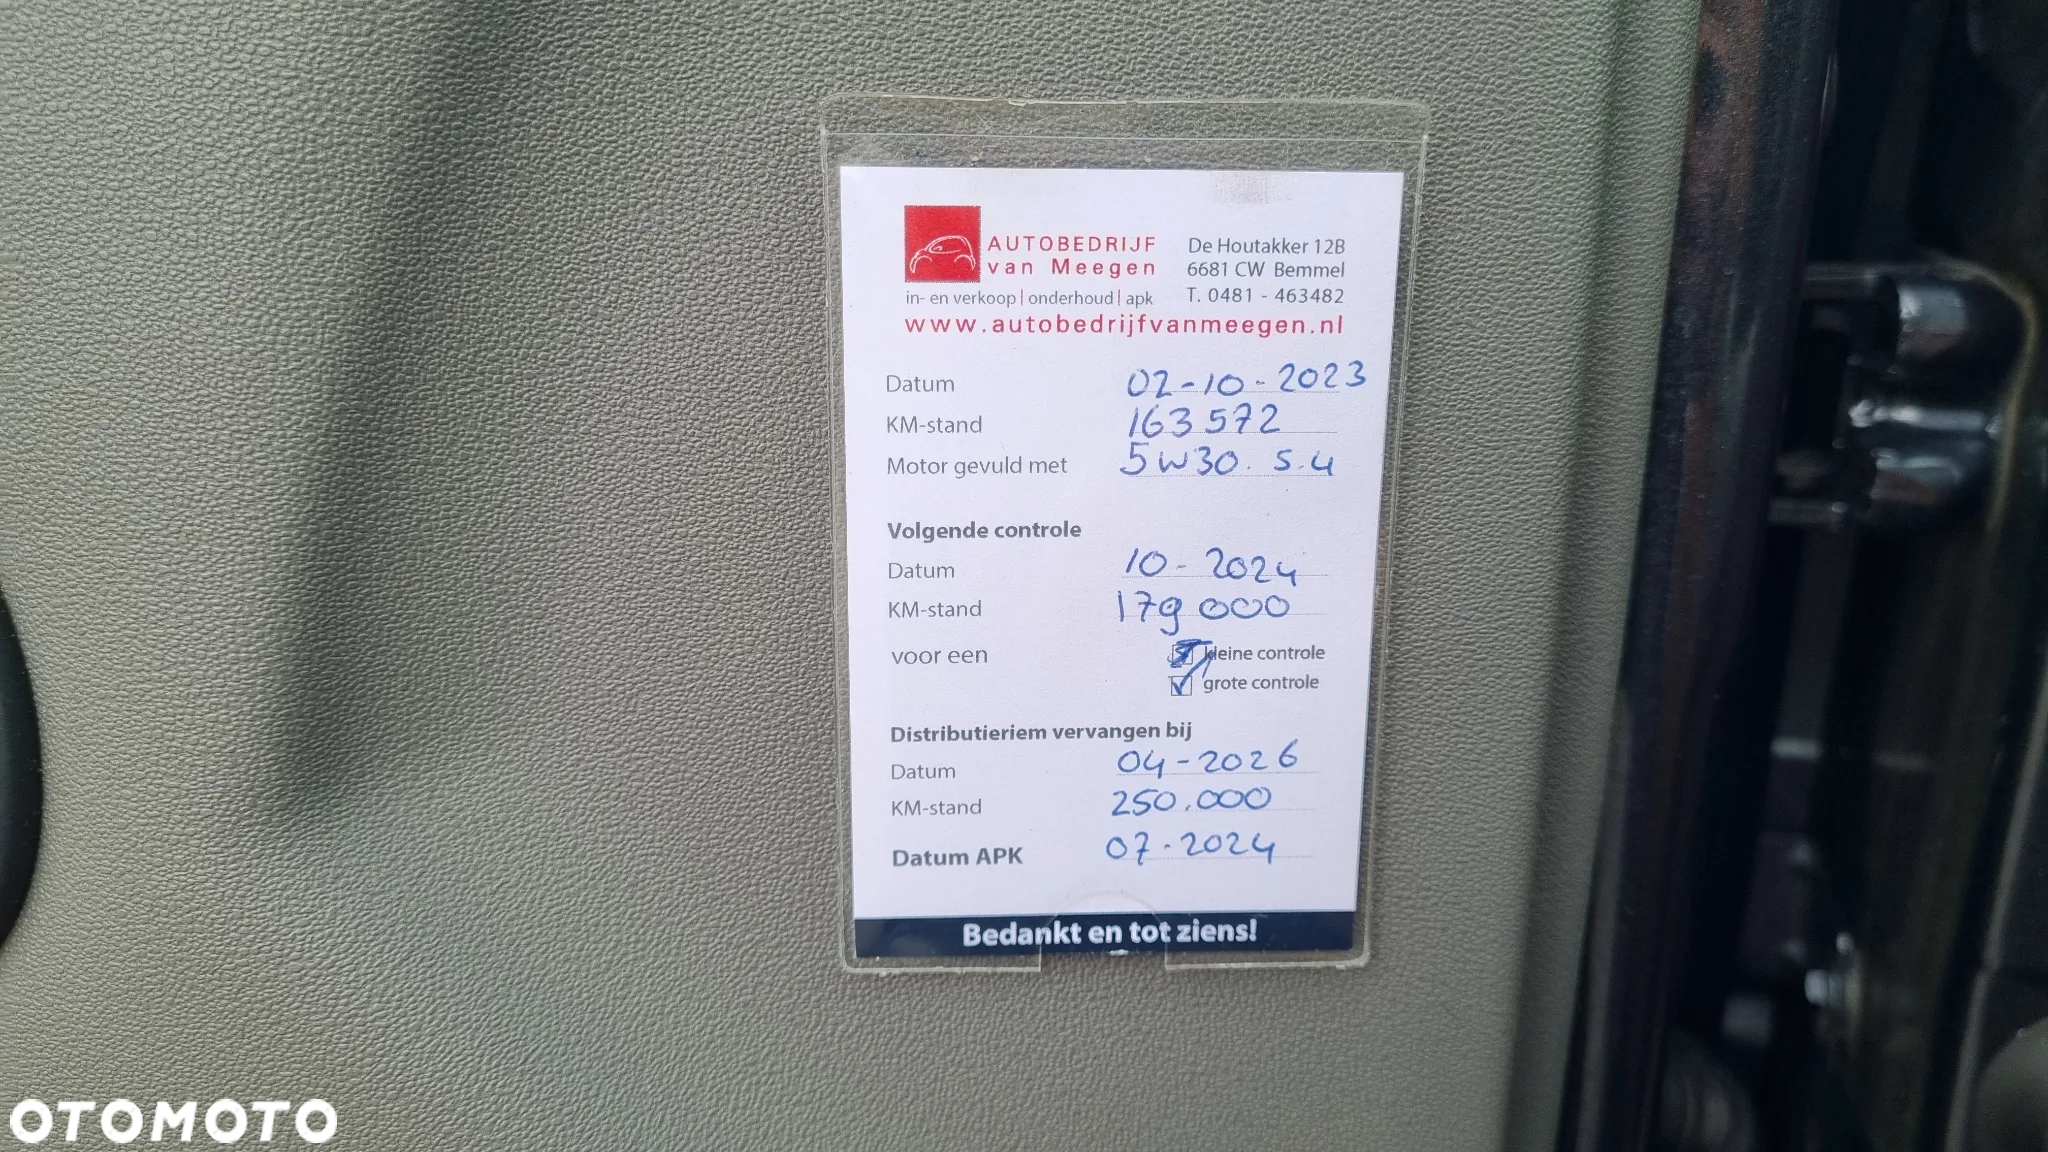 AUTOBEDRIJF
van Meegen
in- en verkoop | onderhoud | apk
De Houtakker 12B
6681 CW Bemmel
T. 0481 - 463482
www.autobedrijfvanmeegen.nl
Datum 02-10-2023
KM-stand 163 572
Motor gevuld met 5W30. 5.4
Volgende controle
Datum 10-2024
KM-stand 179 000
voor een kleine controle
grote controle
Distributieriem vervangen bij
Datum 04-2026
KM-stand 250.000
Datum APK 07-2024
Bedankt en tot ziens!
OTOMOTO